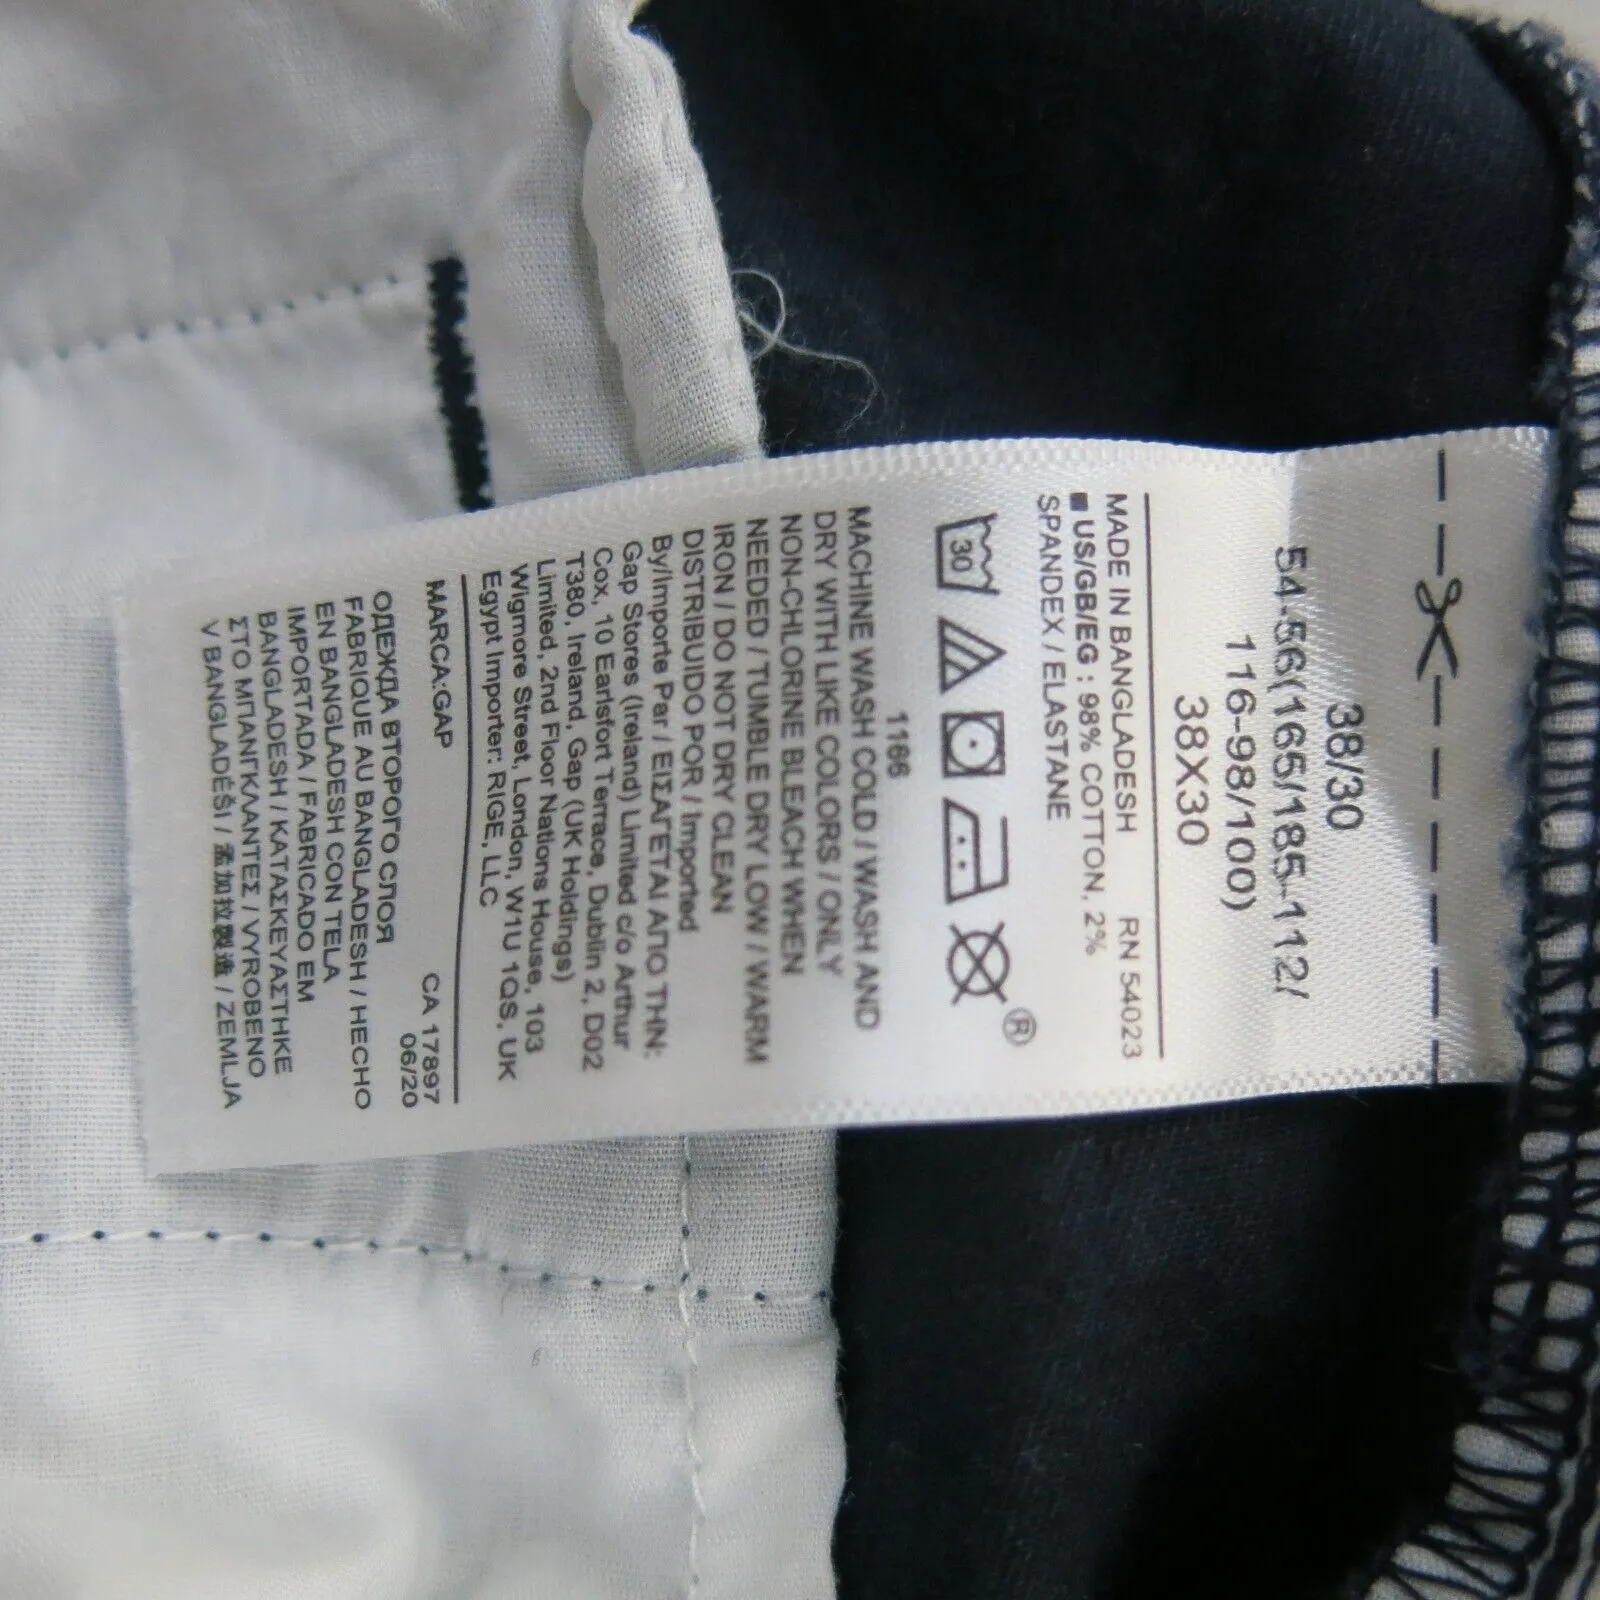 38/30
54-56(165/185-112/
116-98/100)
38X30
MADE IN BANGLADESH RN 54023
■ US/GB/EG : 98% COTTON, 2%
SPANDEX / ELASTANE
30
®
1166
MACHINE WASH COLD / WASH AND
DRY WITH LIKE COLORS / ONLY
NON-CHLORINE BLEACH WHEN
NEEDED / TUMBLE DRY LOW / WARM
IRON / DO NOT DRY CLEAN
DISTRIBUIDO POR / Imported
By/Importe Par / ΕΙΣΑΓΕΤΑΙ ΑΠΟ ΤΗΝ:
Gap Stores (Ireland) Limited c/o Arthur
Cox, 10 Earlsfort Terrace, Dublin 2, D02
T380, Ireland, Gap (UK Holdings)
Limited, 2nd Floor Nations House, 103
Wigmore Street, London, W1U 1QS, UK
Egypt Importer: RIGE, LLC
MARCA:GAP CA 17897
06/20
ОДЕЖДА ВТОРОГО СЛОЯ
FABRIQUE AU BANGLADESH / HECHO
EN BANGLADESH CON TELA
IMPORTADA / FABRICADO EM
BANGLADESH / ΚΑΤΑΣΚΕΥΑΣΤΗΚΕ
ΣΤΟ ΜΠΑΝΓΚΛΑΝΤΕΣ / VYROBENO
V BANGLADÉŠI / 孟加拉製造 / ZEMLJA